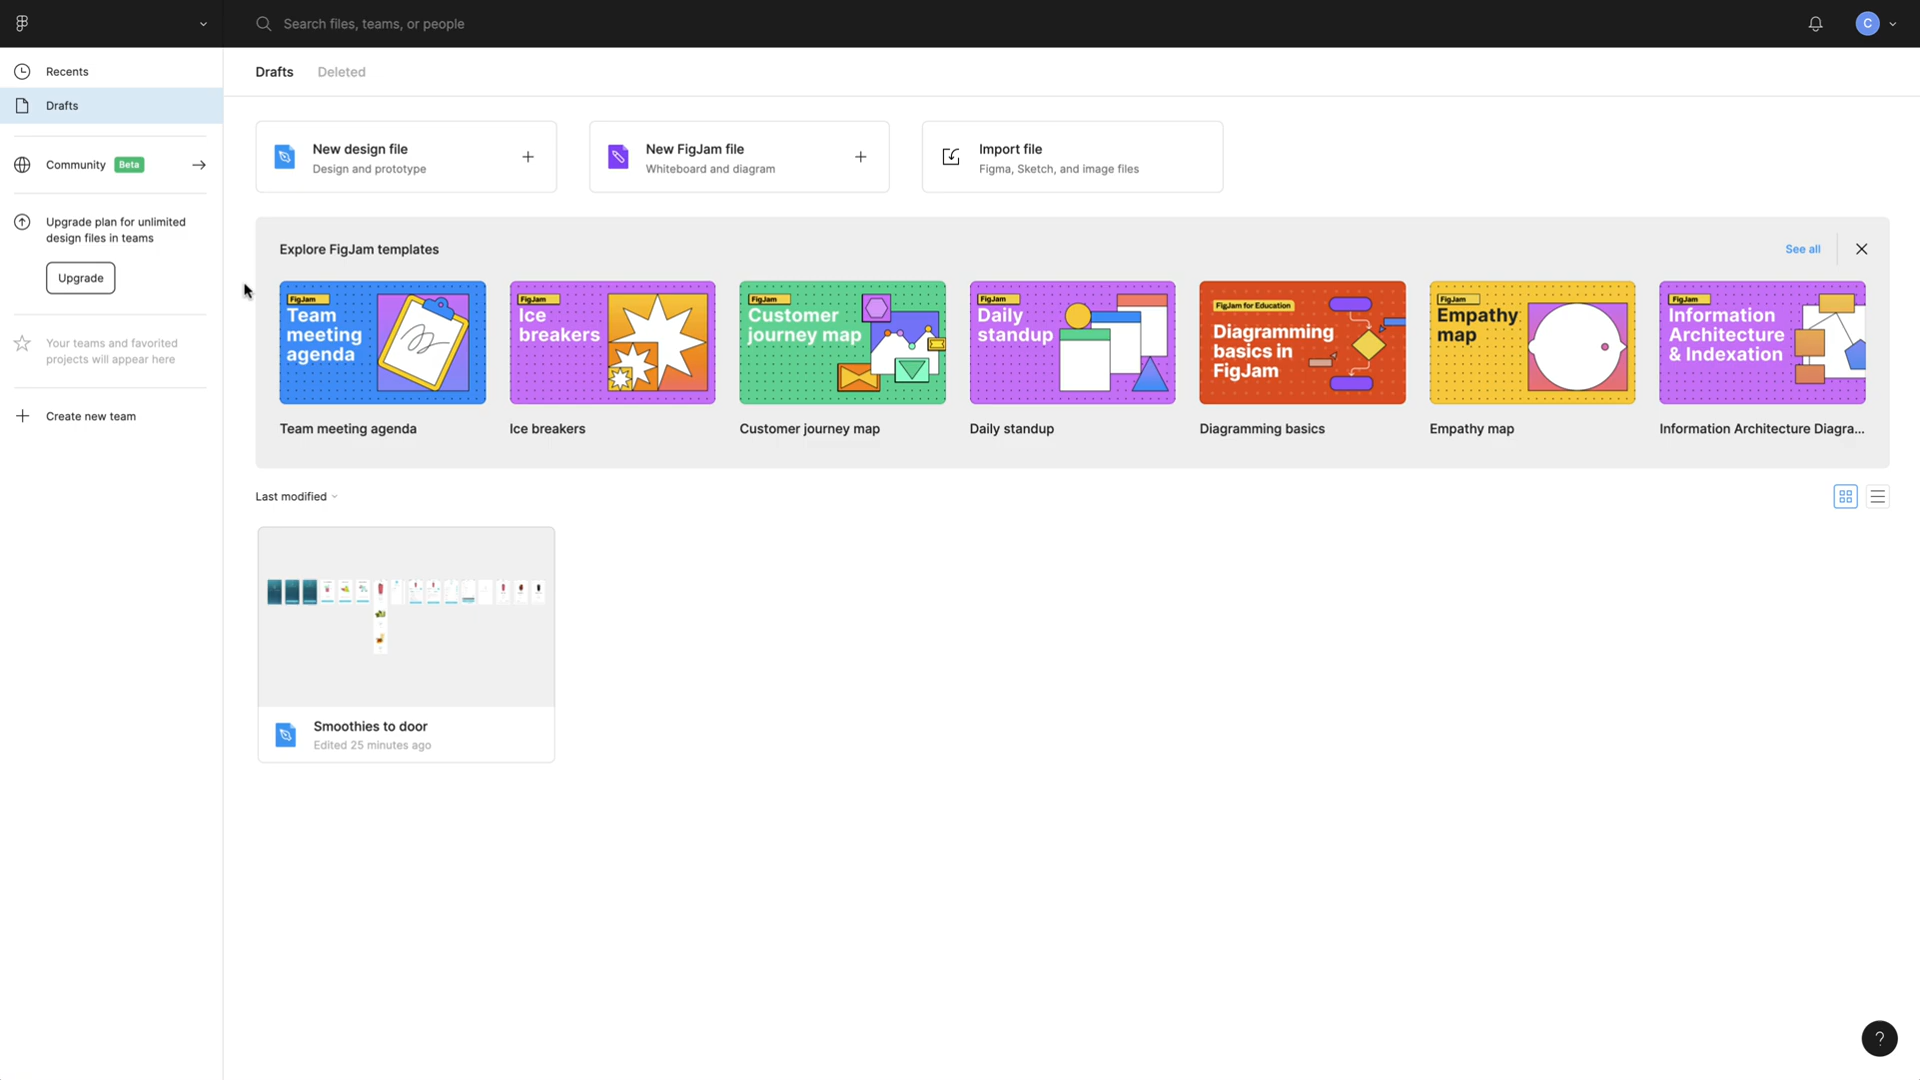 Search files, teams, or people
C
Recents
Drafts
Community Beta
Upgrade plan for unlimited
design files in teams
Upgrade
Your teams and favorited
projects will appear here
Create new team
Drafts Deleted
New design file
Design and prototype
New FigJam file
Whiteboard and diagram
Import file
Figma, Sketch, and image files
Explore FigJam templates
See all
FigJam
Team
meeting
agenda
Team meeting agenda
FigJam
Ice
breakers
Ice breakers
FigJam
Customer
journey map
Customer journey map
FigJam
Daily
standup
Daily standup
FigJam for Education
Diagramming
basics in
FigJam
Diagramming basics
FigJam
Empathy
map
Empathy map
FigJam
Information
Architecture
& Indexation
Information Architecture Diagra...
Last modified
Smoothies to door
Edited 25 minutes ago
?